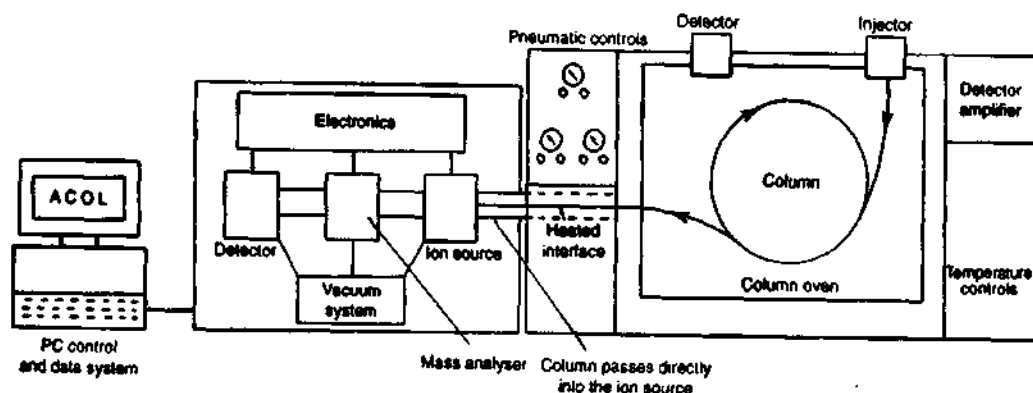 Detector
Injector
Pneumatic controls
Detector
amplifier
Electronics
ACOL
Column
Detector
Ion source
Heated
interface
Vacuum
system
Column oven
Temperature
controls
PC control
and data system
Mass analyser
Column passes directly
into the ion source